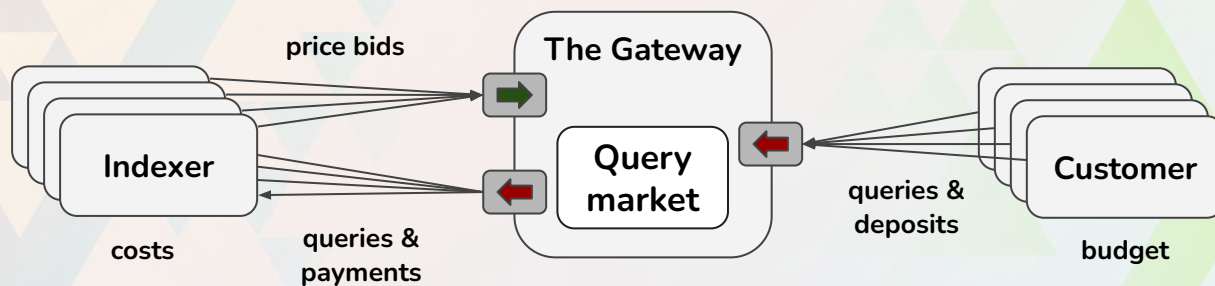 price bids
The Gateway
Indexer
Query
market
Customer
costs
queries &
payments
queries &
deposits
budget